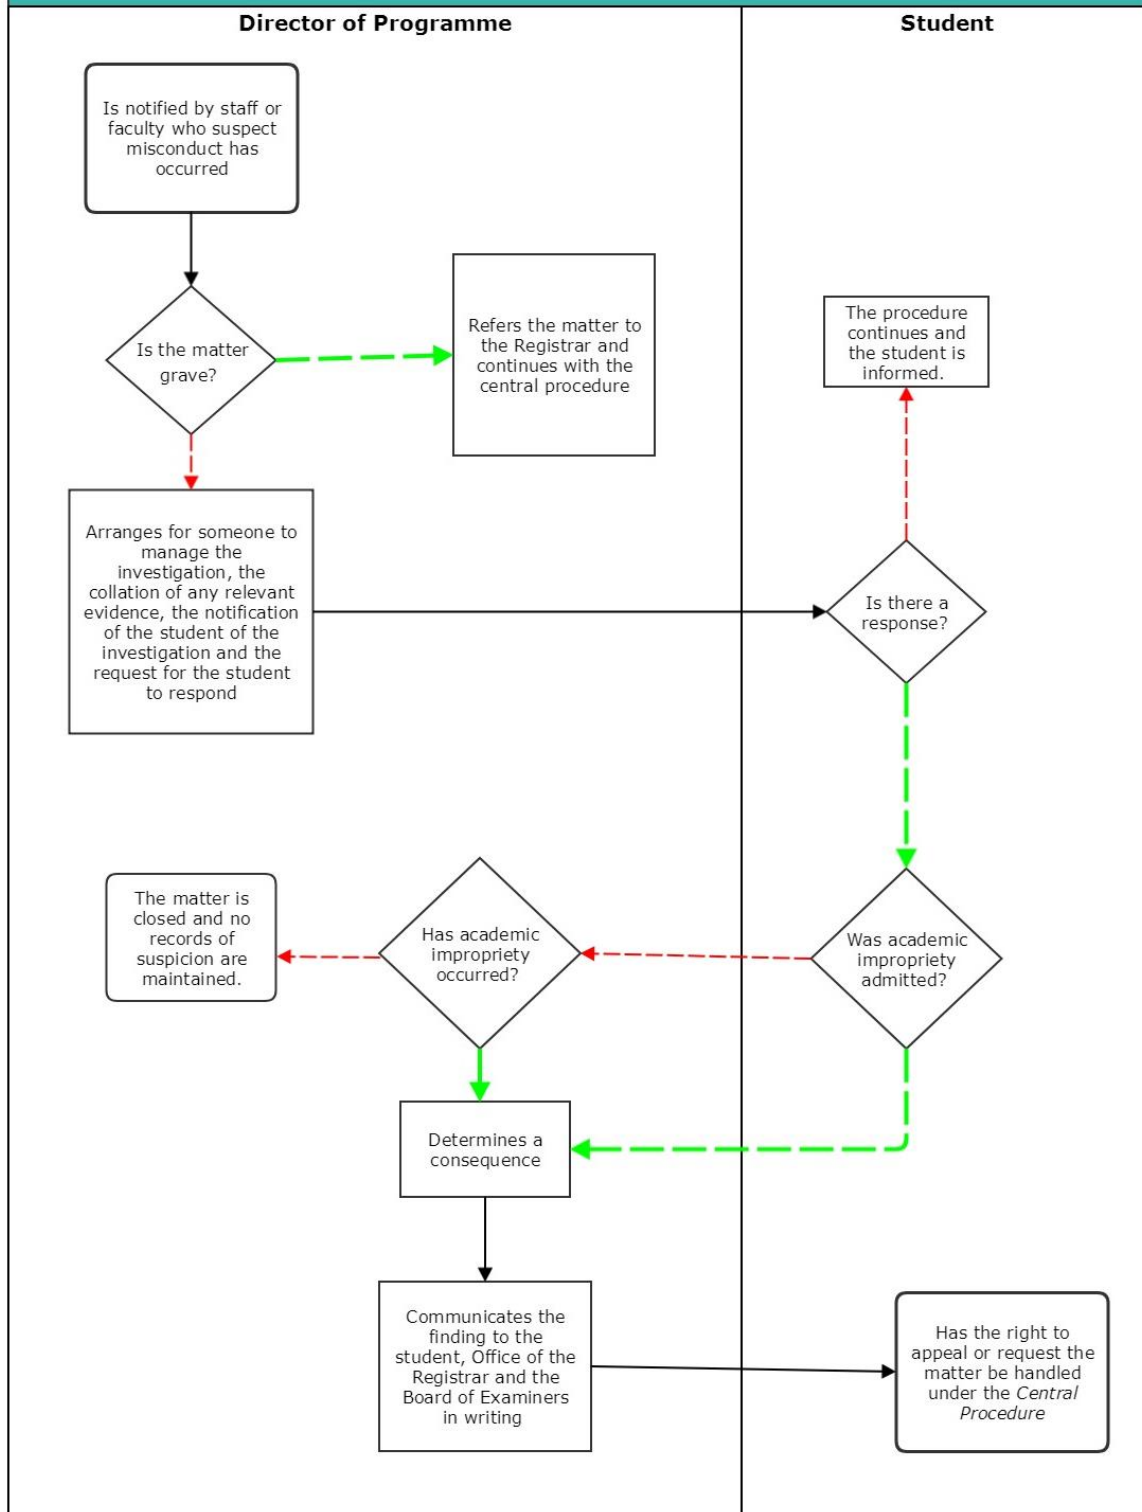 Director of Programme
Student
Is notified by staff or
faculty who suspect
misconduct has
occurred
Is the matter
grave?
Refers the matter to
the Registrar and
continues with the
central procedure
The procedure
continues and
the student is
informed.
Arranges for someone to
manage the
investigation, the
collation of any relevant
evidence, the notification
of the student of the
investigation and the
request for the student
to respond
Is there a
response?
The matter is
closed and no
records of
suspicion are
maintained.
Has academic
impropriety
occurred?
Was academic
impropriety
admitted?
Determines a
consequence
Communicates the
finding to the
student, Office of the
Registrar and the
Board of Examiners
in writing
Has the right to
appeal or request the
matter be handled
under the Central
Procedure